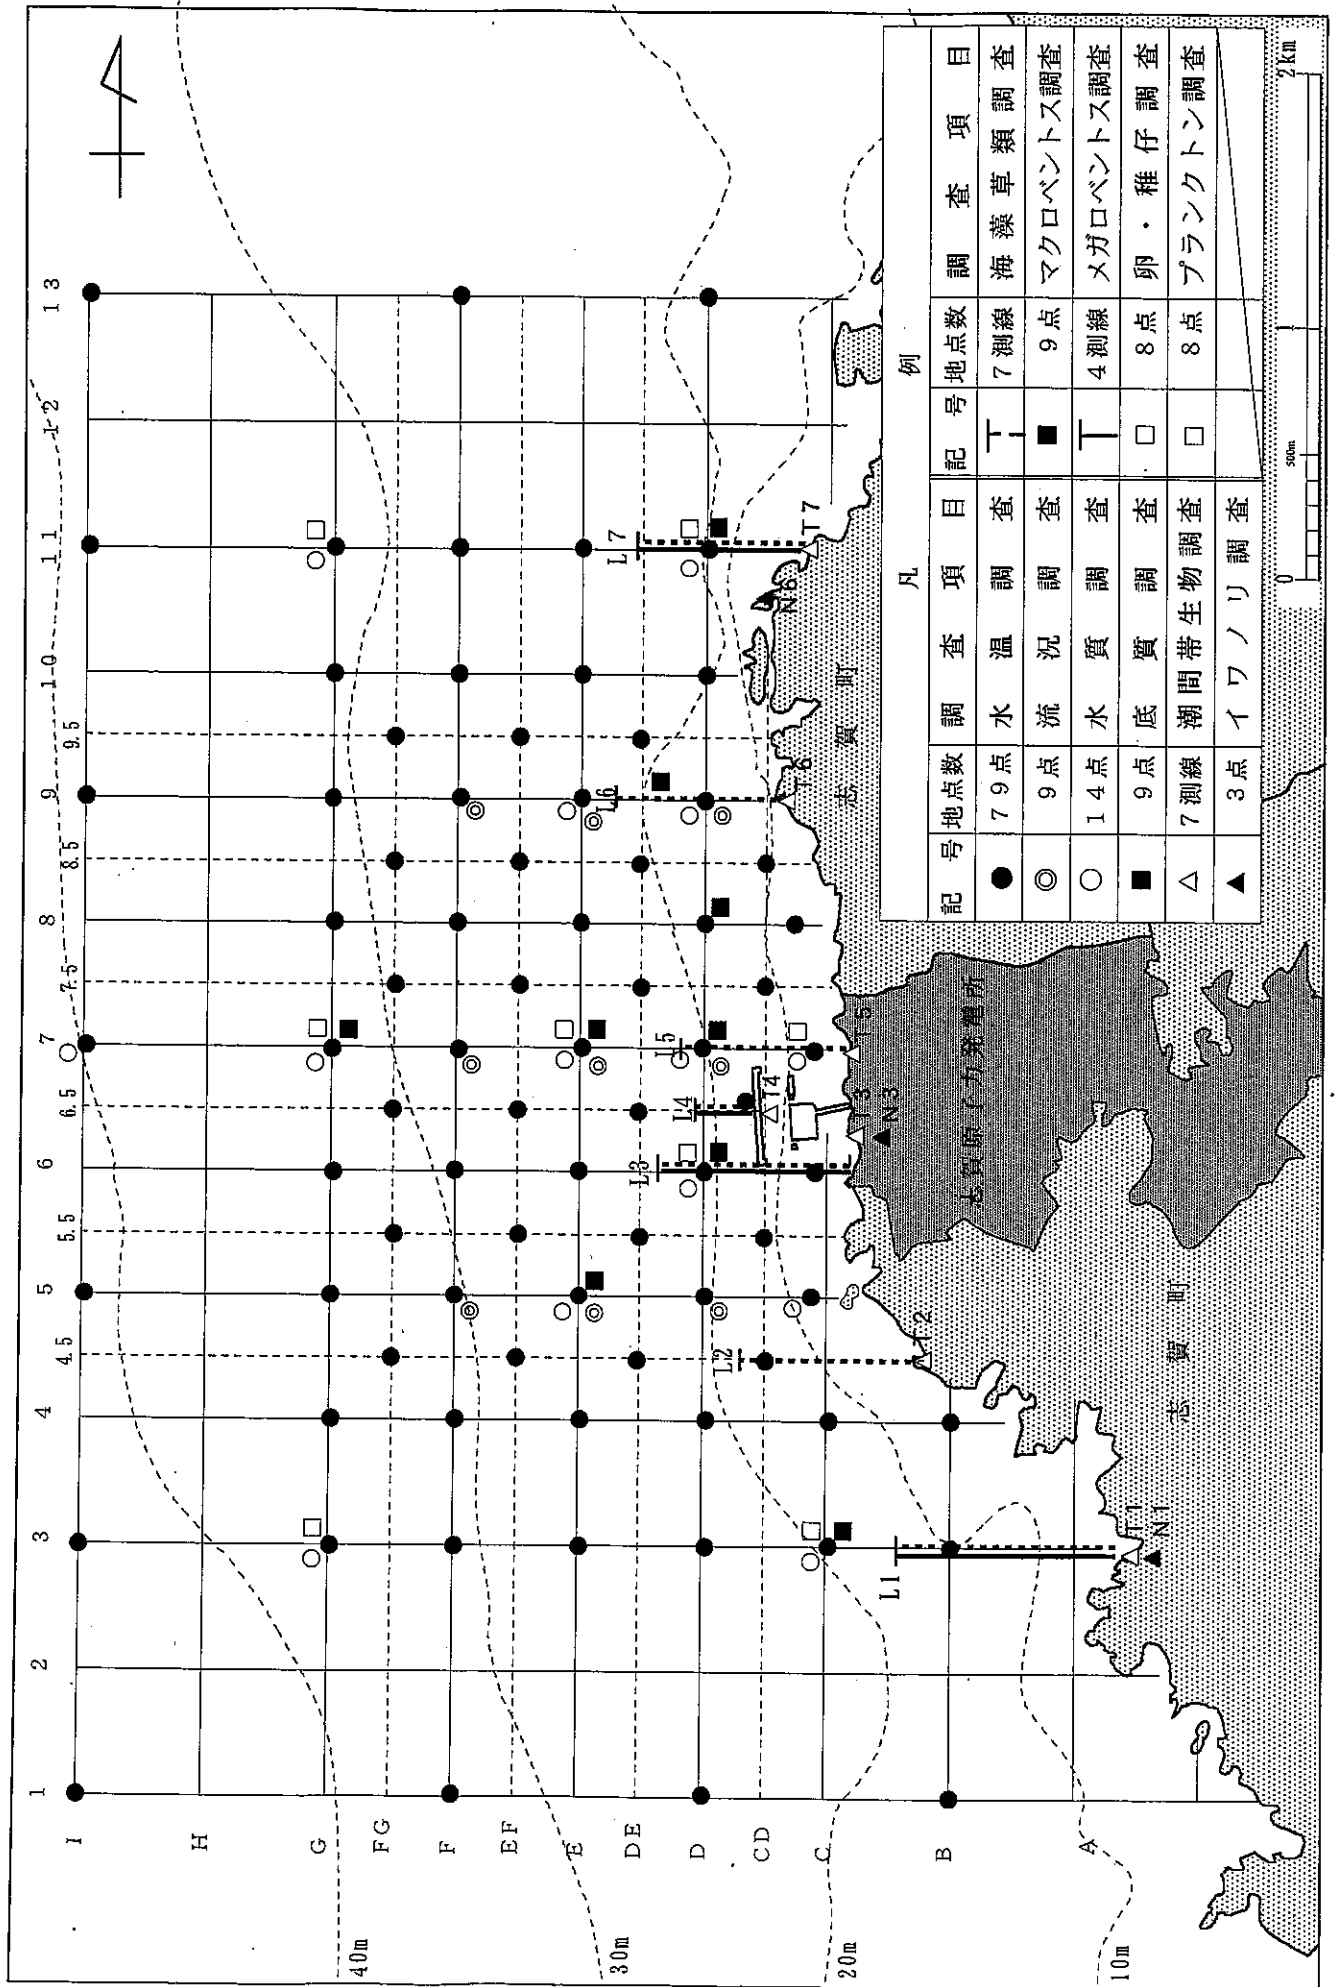 1 2 3 4 4.5 5 5.5 6 6.5 7 7.5 8 8.5 9 9.5 10 11 12 13
I
H
G
FG
F
EF
E
DE
D
CD
C
B
A
40m
30m
20m
10m
L1
L2
L3
L4
L5
L6
L7
T1
N1
T2
T3
N3
T4
T5
T6
N6
T7
志賀原子力発電所
志賀町
志賀町
凡例
記号 地点数 調査項目 記号 地点数 調査項目
● 79点 水温調査 7測線 海藻草類調査
◎ 9点 流況調査 ■ 9点 マクロベントス調査
○ 14点 水質調査 4測線 メガロベントス調査
■ 9点 底質調査 □ 8点 卵・稚仔調査
△ 7測線 潮間帯生物調査 □ 8点 プランクトン調査
▲ 3点 イワノリ調査
0 500m 1 2km